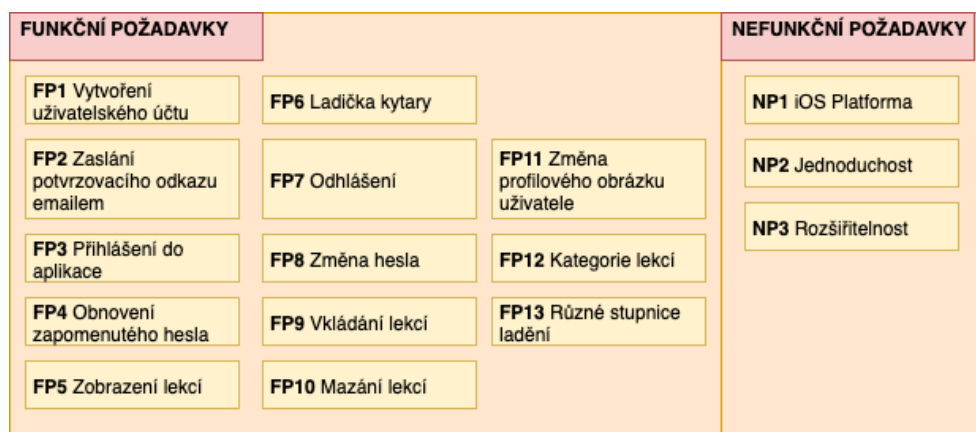 FUNKČNÍ POŽADAVKY
FP1 Vytvoření
uživatelského účtu
FP2 Zaslání
potvrzovacího odkazu
emailem
FP3 Přihlášení do
aplikace
FP4 Obnovení
zapomenutého hesla
FP5 Zobrazení lekcí
FP6 Ladička kytary
FP7 Odhlášení
FP8 Změna hesla
FP9 Vkládání lekcí
FP10 Mazání lekcí
FP11 Změna
profilového obrázku
uživatele
FP12 Kategorie lekcí
FP13 Různé stupnice
ladění
NEFUNKČNÍ POŽADAVKY
NP1 iOS Platforma
NP2 Jednoduchost
NP3 Rozšiřitelnost